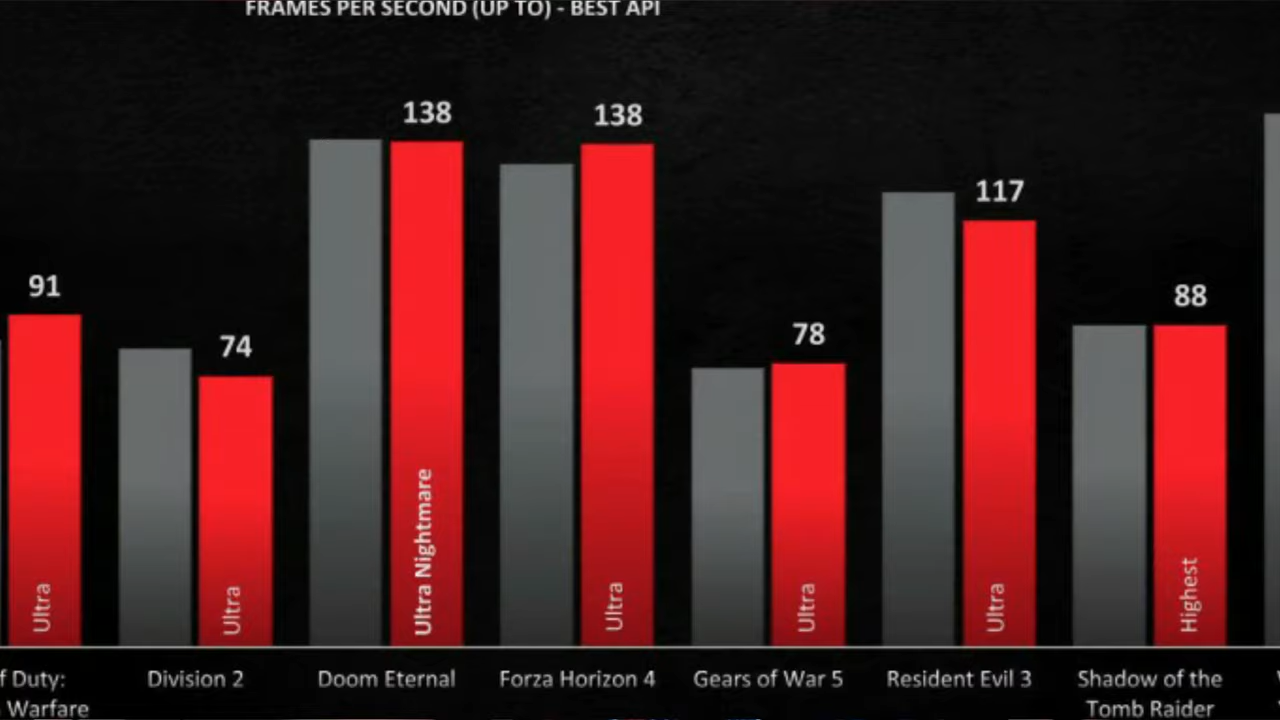 FRAMES PER SECOND (UP TO) - BEST API
91
74
138
138
78
117
88
Ultra
Ultra
Ultra Nightmare
Ultra
Ultra
Ultra
Highest
f Duty:
Warfare
Division 2
Doom Eternal
Forza Horizon 4
Gears of War 5
Resident Evil 3
Shadow of the
Tomb Raider